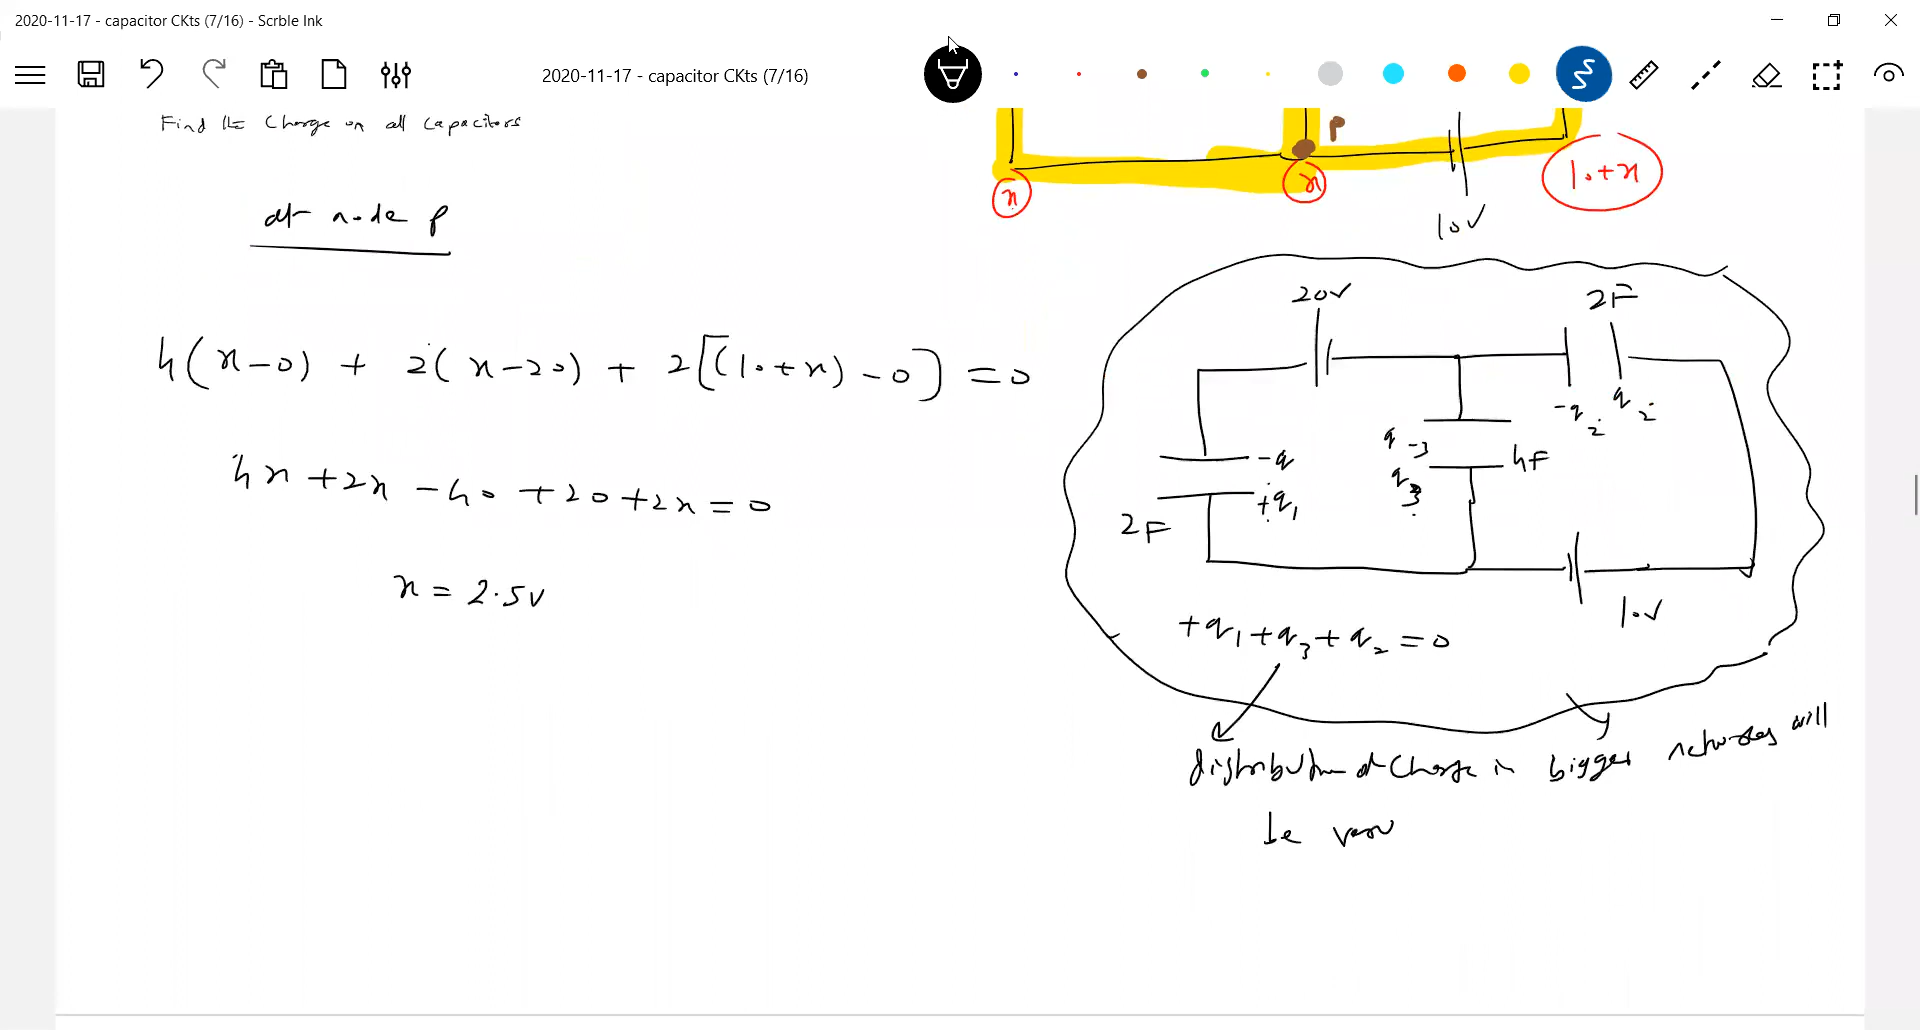 2020-11-17 - capacitor CKts (7/16) - Scrble Ink
2020-11-17 - capacitor CKts (7/16)
Find the Charge on all Capacitors
P
x
x
10+x
10V
at node P
4(x-0) + 2(x-20) + 2[(10+x)-0] = 0
4x + 2x - 40 + 20 + 2x = 0
x = 2.5V
20V
2F
-q2
q2
-q
+q1
2F
q-3
q3
4F
10V
+q1+q3+q2=0
distribution of Charge in bigger networks will
be